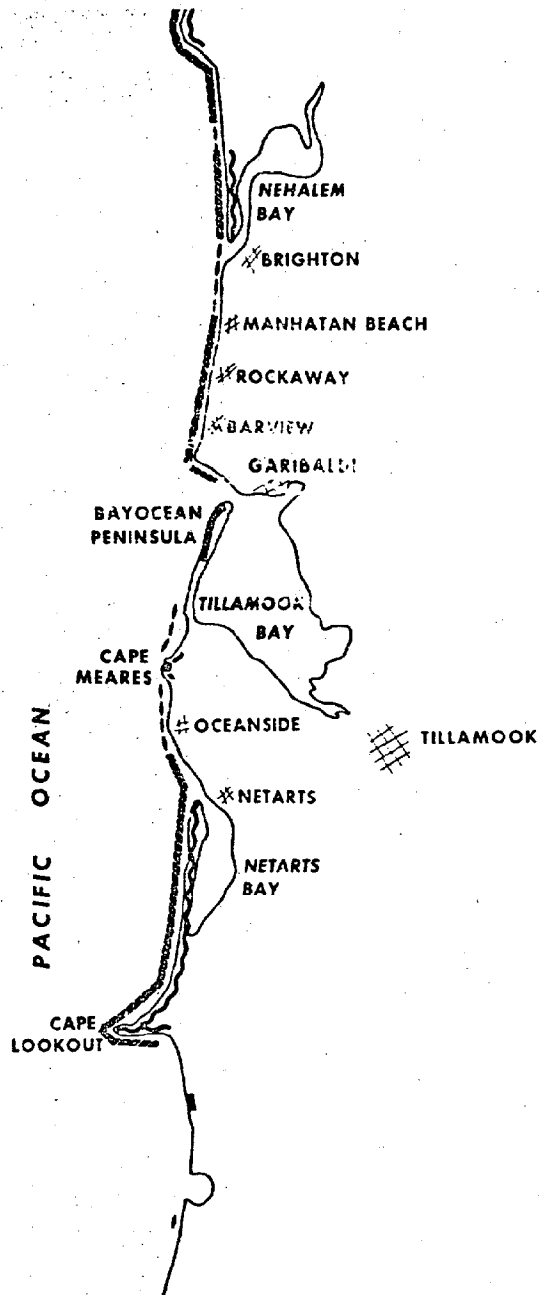 NEHALEM
BAY
BRIGHTON
MANHATAN BEACH
ROCKAWAY
BARVIEW
GARIBALDI
BAYOCEAN
PENINSULA
TILLAMOOK
BAY
CAPE
MEARES
PACIFIC OCEAN
OCEANSIDE
TILLAMOOK
NETARTS
NETARTS
BAY
CAPE
LOOKOUT